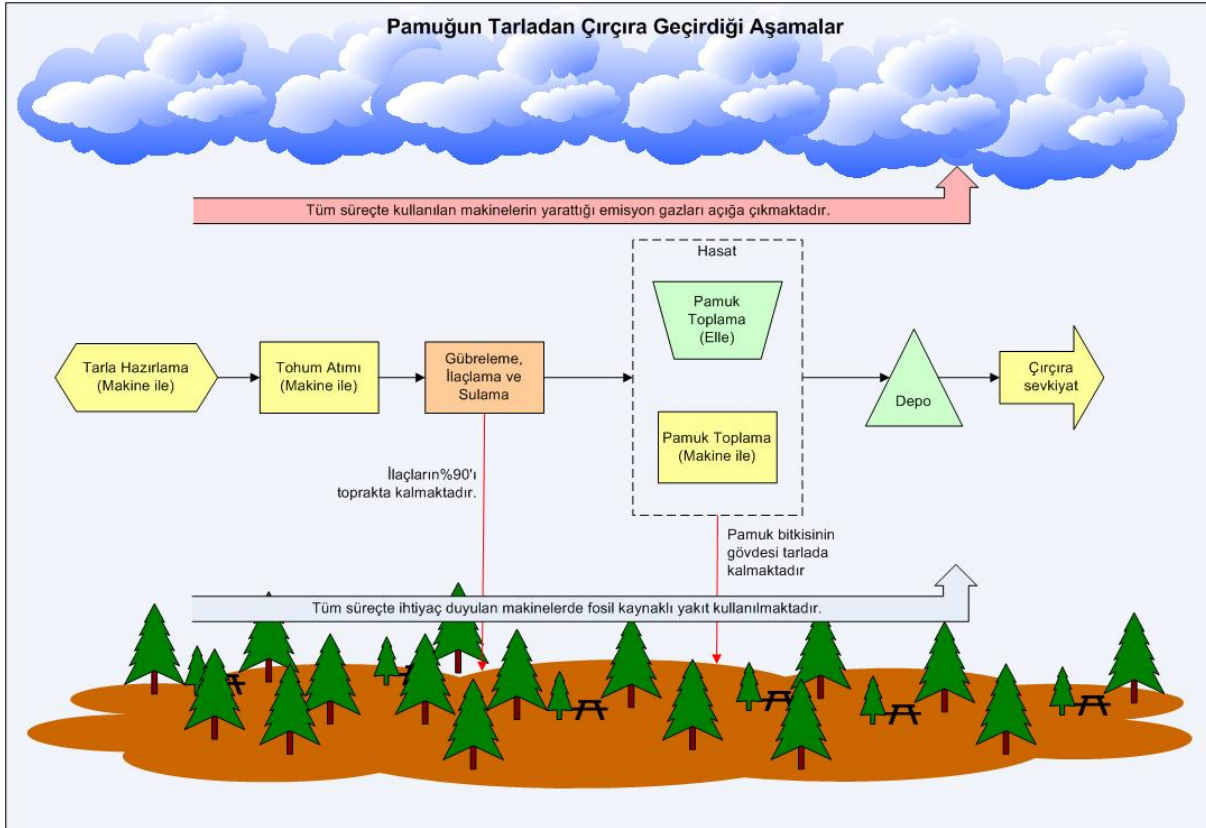 Pamuğun Tarladan Çırçıra Geçirdiği Aşamalar
Tüm süreçte kullanılan makinelerin yarattığı emisyon gazları açığa çıkmaktadır.
Tarla Hazırlama
(Makine ile)
Tohum Atımı
(Makine ile)
Gübreleme,
İlaçlama ve
Sulama
Hasat
Pamuk
Toplama
(Elle)
Pamuk Toplama
(Makine ile)
Depo
Çırçıra
sevkiyat
İlaçların%90'ı
toprakta kalmaktadır.
Pamuk bitkisinin
gövdesi tarlada
kalmaktadır
Tüm süreçte ihtiyaç duyulan makinelerde fosil kaynaklı yakıt kullanılmaktadır.